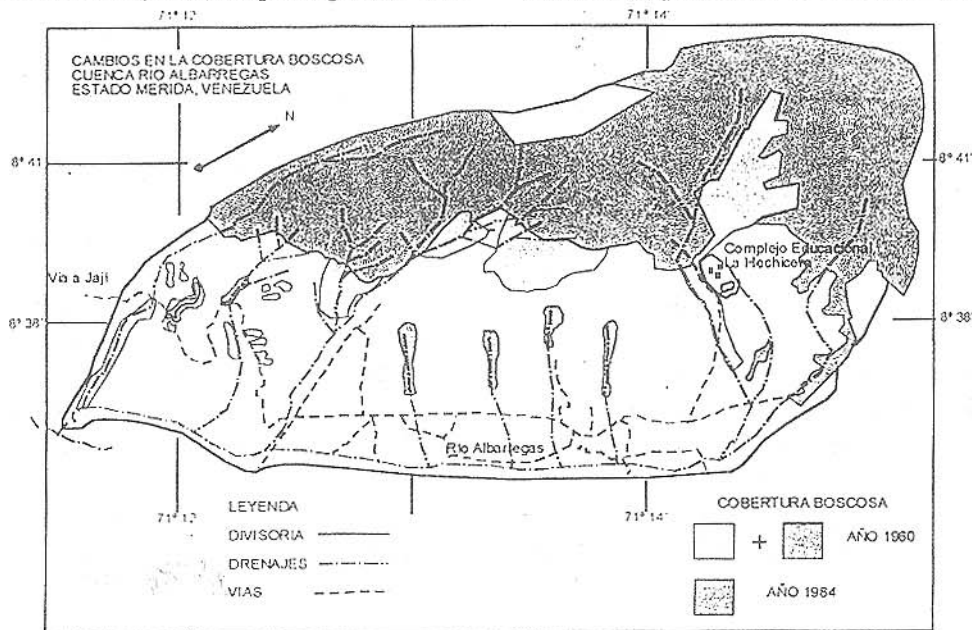 71° 12'
71° 14'
CAMBIOS EN LA COBERTURA BOSCOSA
CUENCA RIO ALBARREGAS
ESTADO MERIDA, VENEZUELA
N
8° 41'
8° 41'
Complejo Educacional
La Hechicera
Via a Jají
8° 38'
8° 38'
Río Albarregas
71° 12'
71° 14'
LEYENDA
DIVISORIA
DRENAJES
VIAS
COBERTURA BOSCOSA
+
AÑO 1960
AÑO 1984